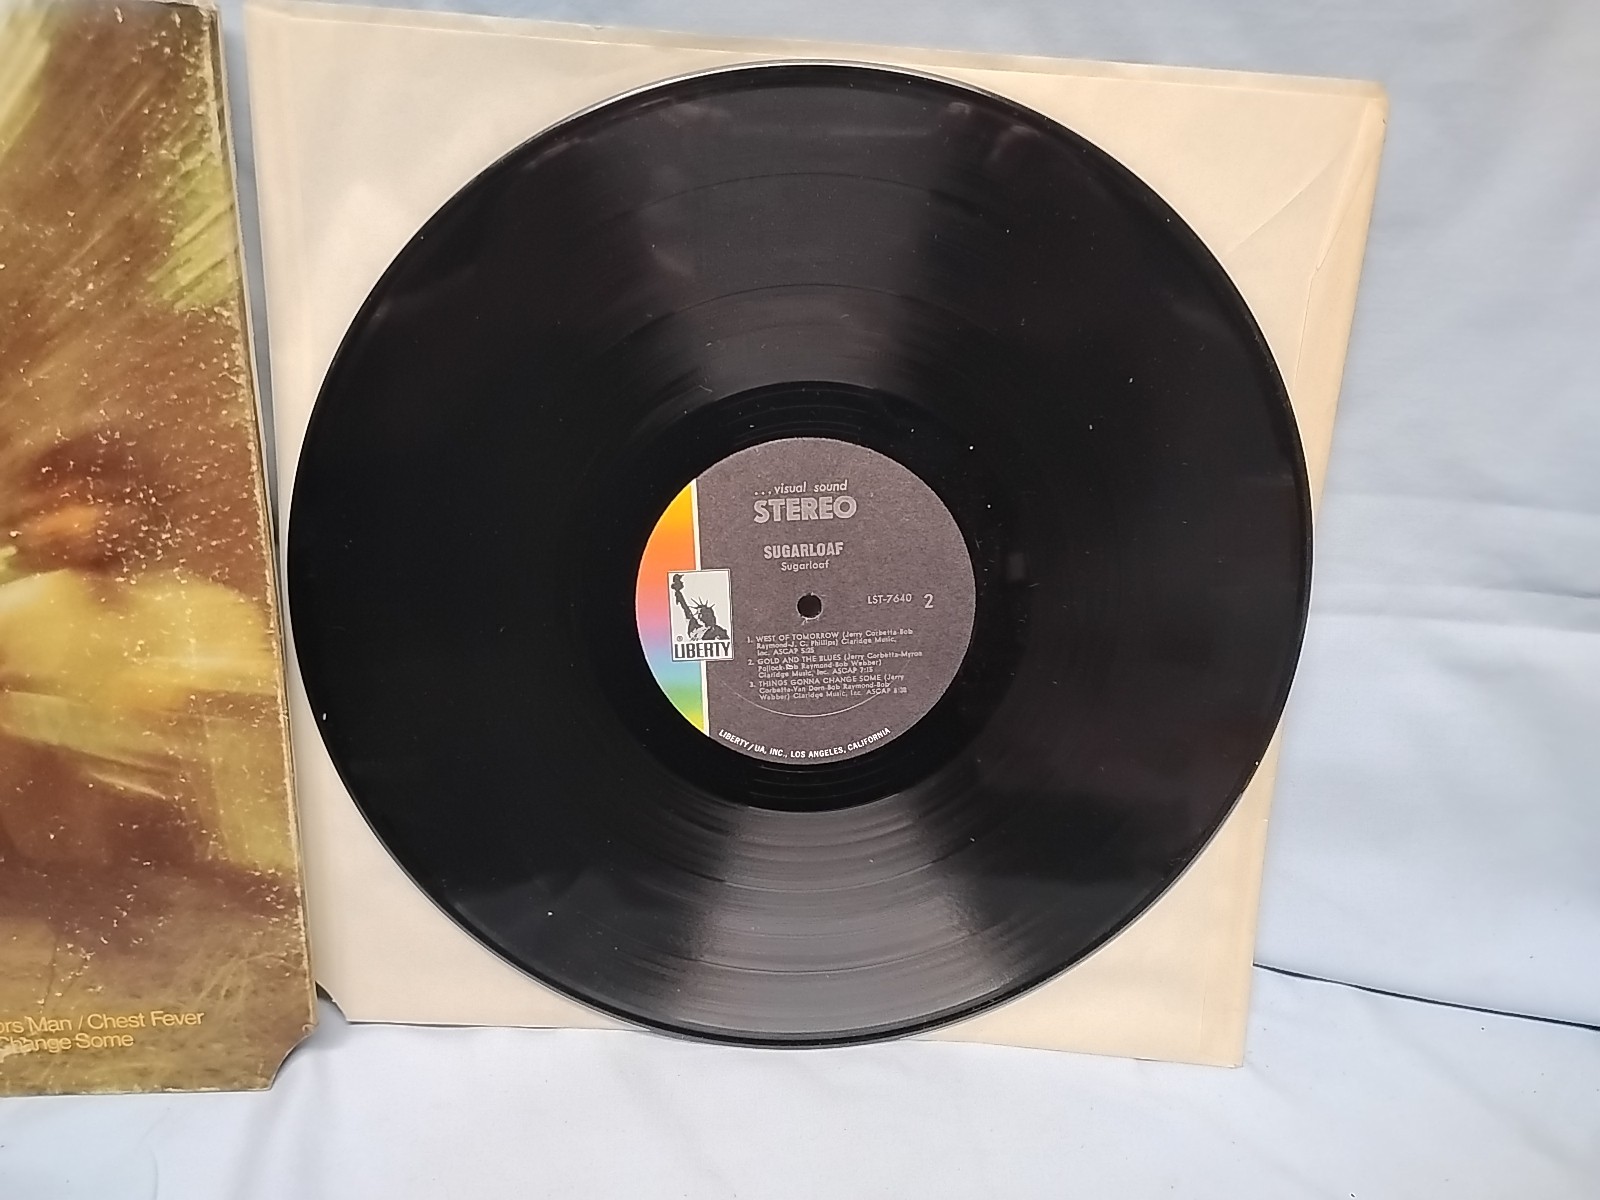 ...visual sound
STEREO
SUGARLOAF
Sugarloaf
LST-7640 2
1. WEST OF TOMORROW (Jerry Corbetta-Bob
Raymond-J. C. Phillips) Claridge Music,
Inc. ASCAP 5:25
2. GOLD AND THE BLUES (Jerry Corbetta-Myron
Pollock-Bob Raymond-Bob Webber)
Claridge Music, Inc. ASCAP 7:15
3. THINGS GONNA CHANGE SOME (Jerry
Corbetta-Van Dorn-Bob Raymond-Bob
Webber) Claridge Music, Inc. ASCAP
® LIBERTY
LIBERTY/UA, INC., LOS ANGELES, CALIFORNIA
ors Man / Chest Fever
Change Some